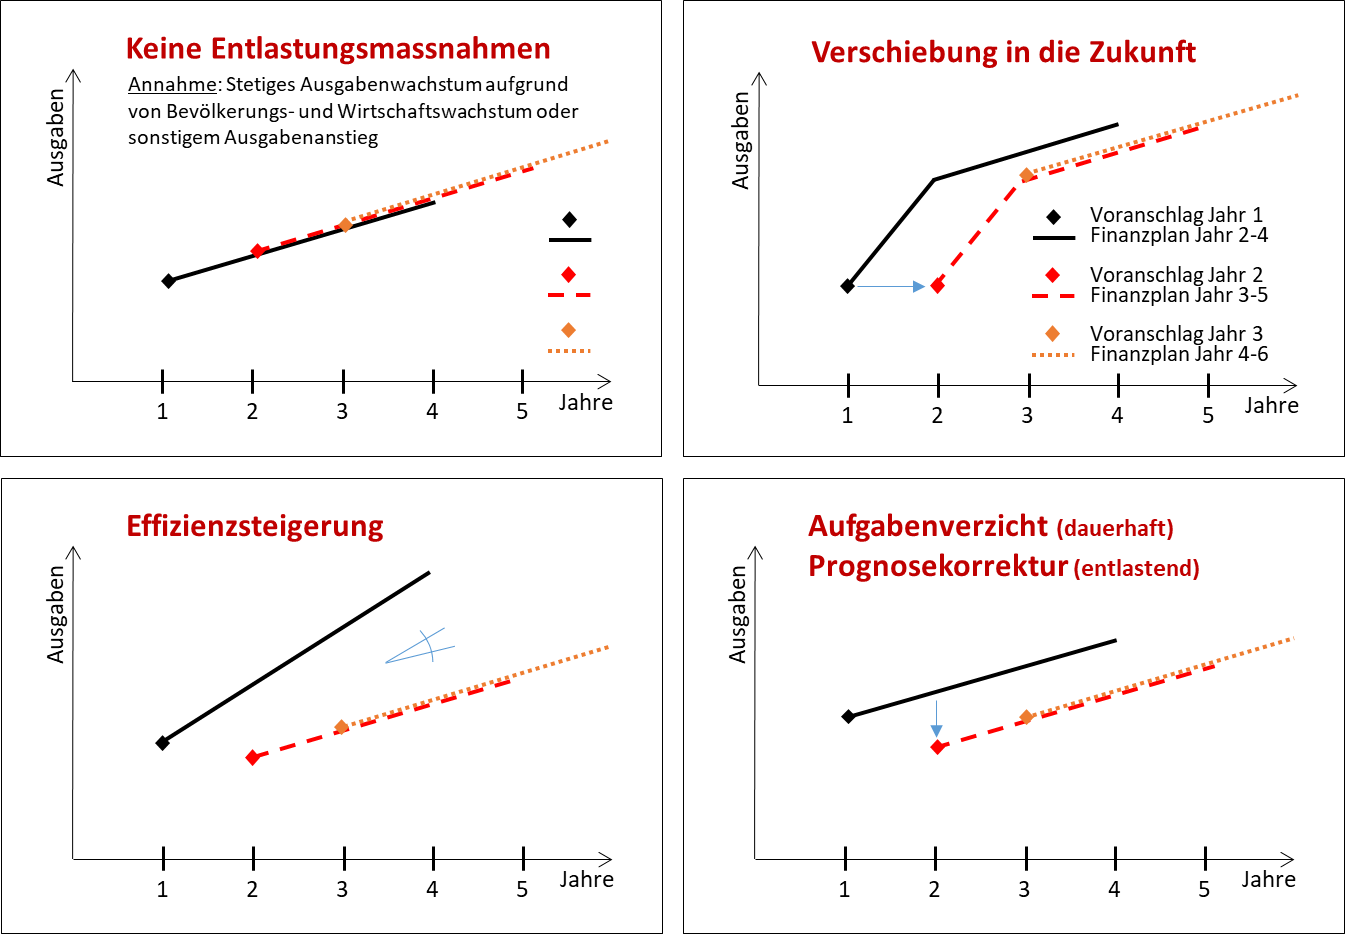 Keine Entlastungsmassnahmen
Annahme: Stetiges Ausgabenwachstum aufgrund
von Bevölkerungs- und Wirtschaftswachstum oder
sonstigem Ausgabenanstieg
Ausgaben
1
2
3
4
5
Jahre
Verschiebung in die Zukunft
Ausgaben
Voranschlag Jahr 1
Finanzplan Jahr 2-4
Voranschlag Jahr 2
Finanzplan Jahr 3-5
Voranschlag Jahr 3
Finanzplan Jahr 4-6
1
2
3
4
5
Jahre
Effizienzsteigerung
Ausgaben
1
2
3
4
5
Jahre
Aufgabenverzicht (dauerhaft)
Prognosekorrektur (entlastend)
Ausgaben
1
2
3
4
5
Jahre